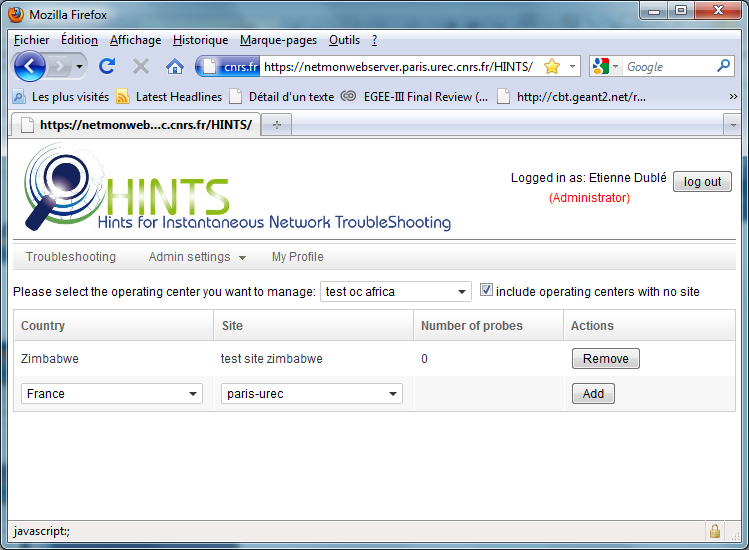 Mozilla Firefox
Fichier Édition Affichage Historique Marque-pages Outils ?
cnrs.fr https://netmonwebserver.paris.urec.cnrs.fr/HINTS/ Google
Les plus visités Latest Headlines Détail d'un texte EGEE-III Final Review (... http://cbt.geant2.net/r... »
https://netmonweb...c.cnrs.fr/HINTS/
HINTS
Hints for Instantaneous Network TroubleShooting
Logged in as: Etienne Dublé log out
(Administrator)
Troubleshooting Admin settings My Profile
Please select the operating center you want to manage: test oc africa include operating centers with no site
Country Site Number of probes Actions
Zimbabwe test site zimbabwe 0 Remove
France paris-urec Add
javascript:;